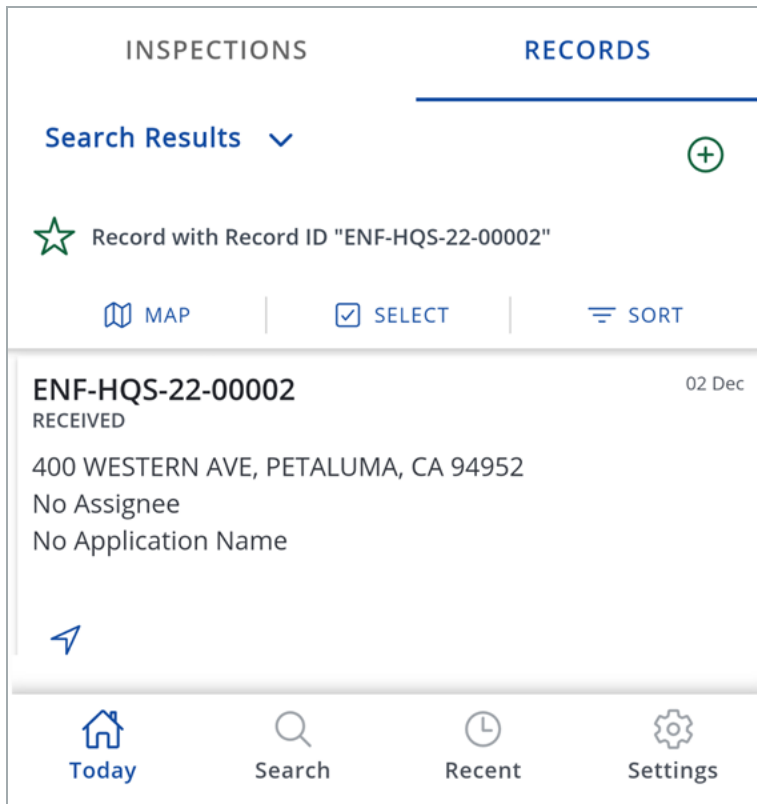 INSPECTIONS RECORDS
Search Results
Record with Record ID "ENF-HQS-22-00002"
MAP SELECT SORT
ENF-HQS-22-00002 02 Dec
RECEIVED
400 WESTERN AVE, PETALUMA, CA 94952
No Assignee
No Application Name
Today Search Recent Settings